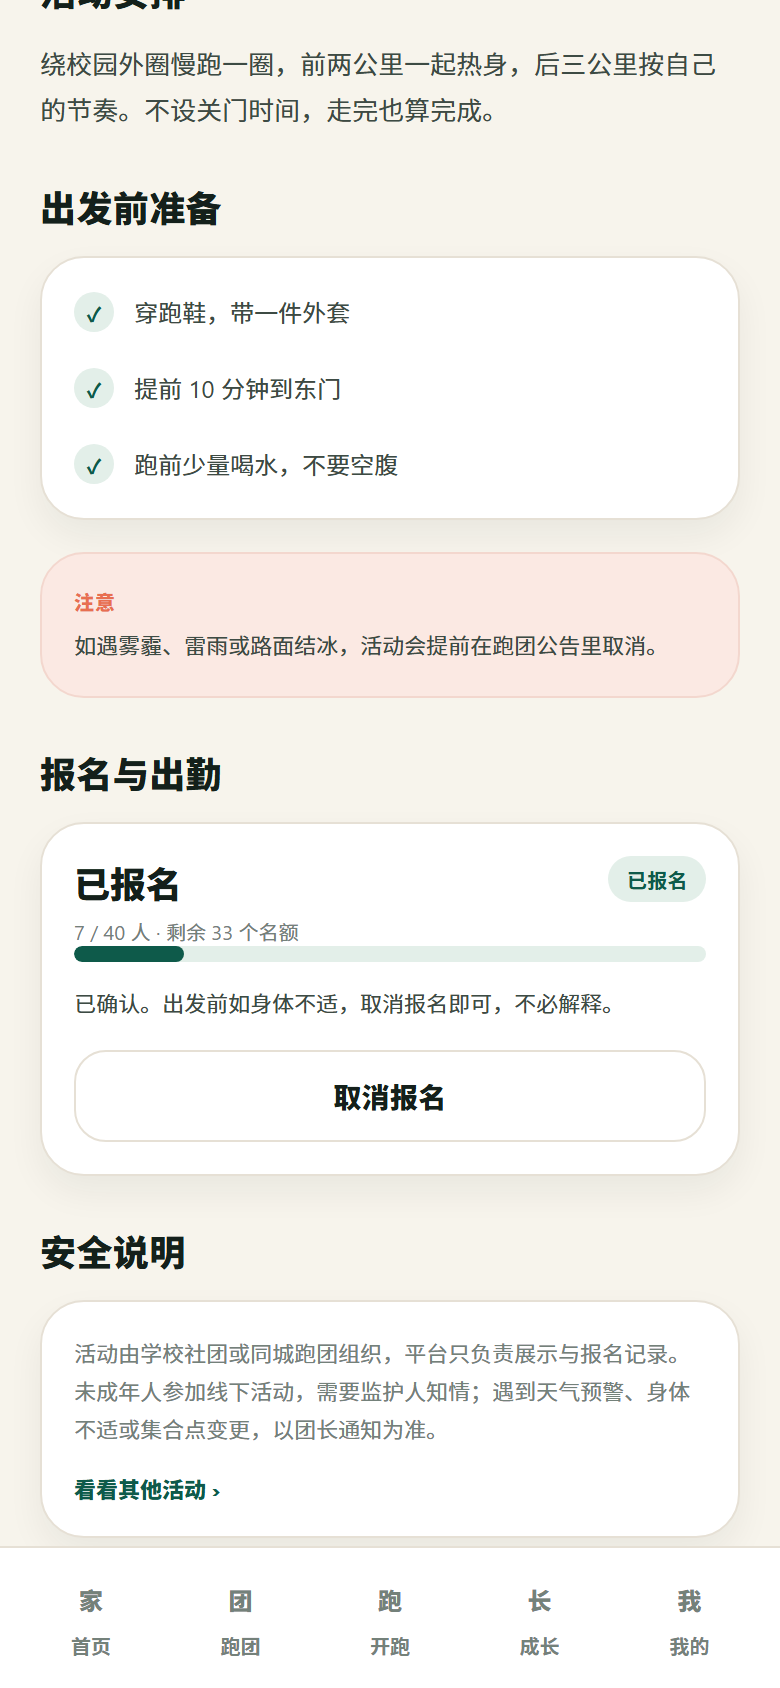 活动安排
绕校园外圈慢跑一圈，前两公里一起热身，后三公里按自己
的节奏。不设关门时间，走完也算完成。
出发前准备
✓ 穿跑鞋，带一件外套
✓ 提前 10 分钟到东门
✓ 跑前少量喝水，不要空腹
注意
如遇雾霾、雷雨或路面结冰，活动会提前在跑团公告里取消。
报名与出勤
已报名
已报名
7 / 40 人 · 剩余 33 个名额
已确认。出发前如身体不适，取消报名即可，不必解释。
取消报名
安全说明
活动由学校社团或同城跑团组织，平台只负责展示与报名记录。
未成年人参加线下活动，需要监护人知情；遇到天气预警、身体
不适或集合点变更，以团长通知为准。
看看其他活动 ›
家 团 跑 长 我
首页 跑团 开跑 成长 我的